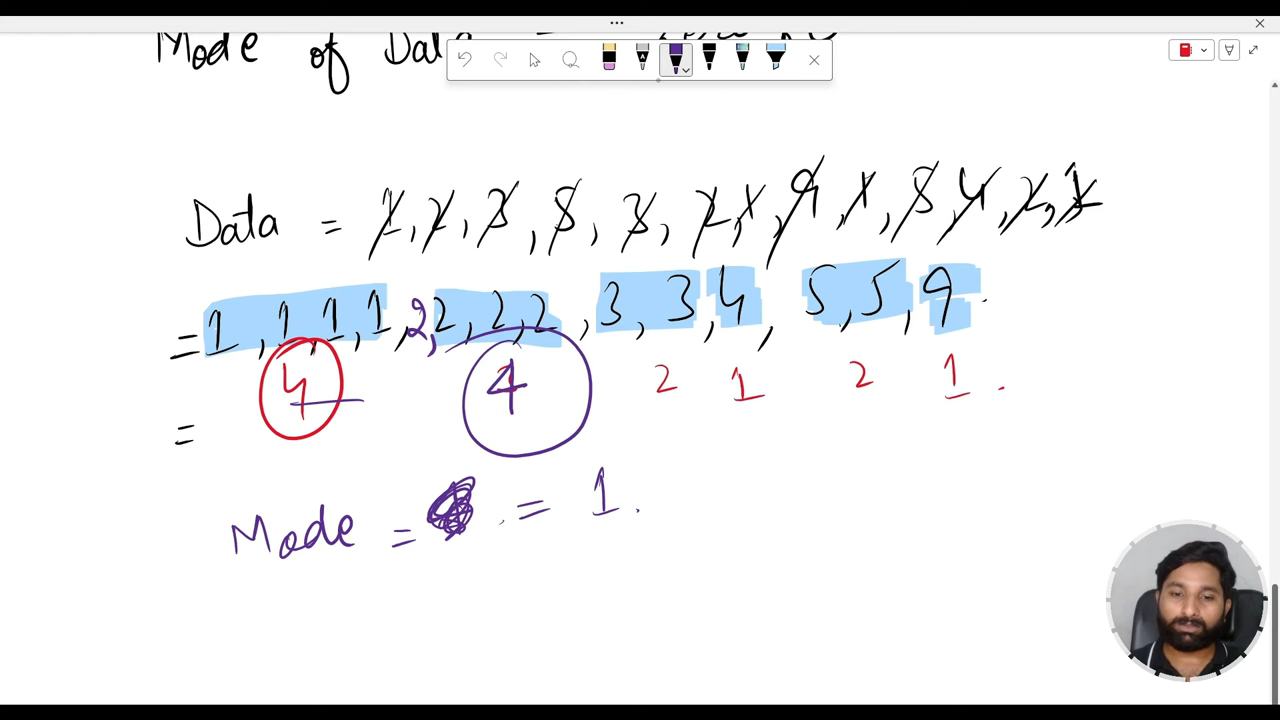 Mode of Data =
Data = 1, 2, 3, 5, 3, 2, 1, 9, 1, 5, 4, 2, 1
= 1, 1, 1, 1, 2, 2, 2, 2, 3, 3, 4, 5, 5, 9.
4 4 2 1 2 1.
=
Mode = . = 1.